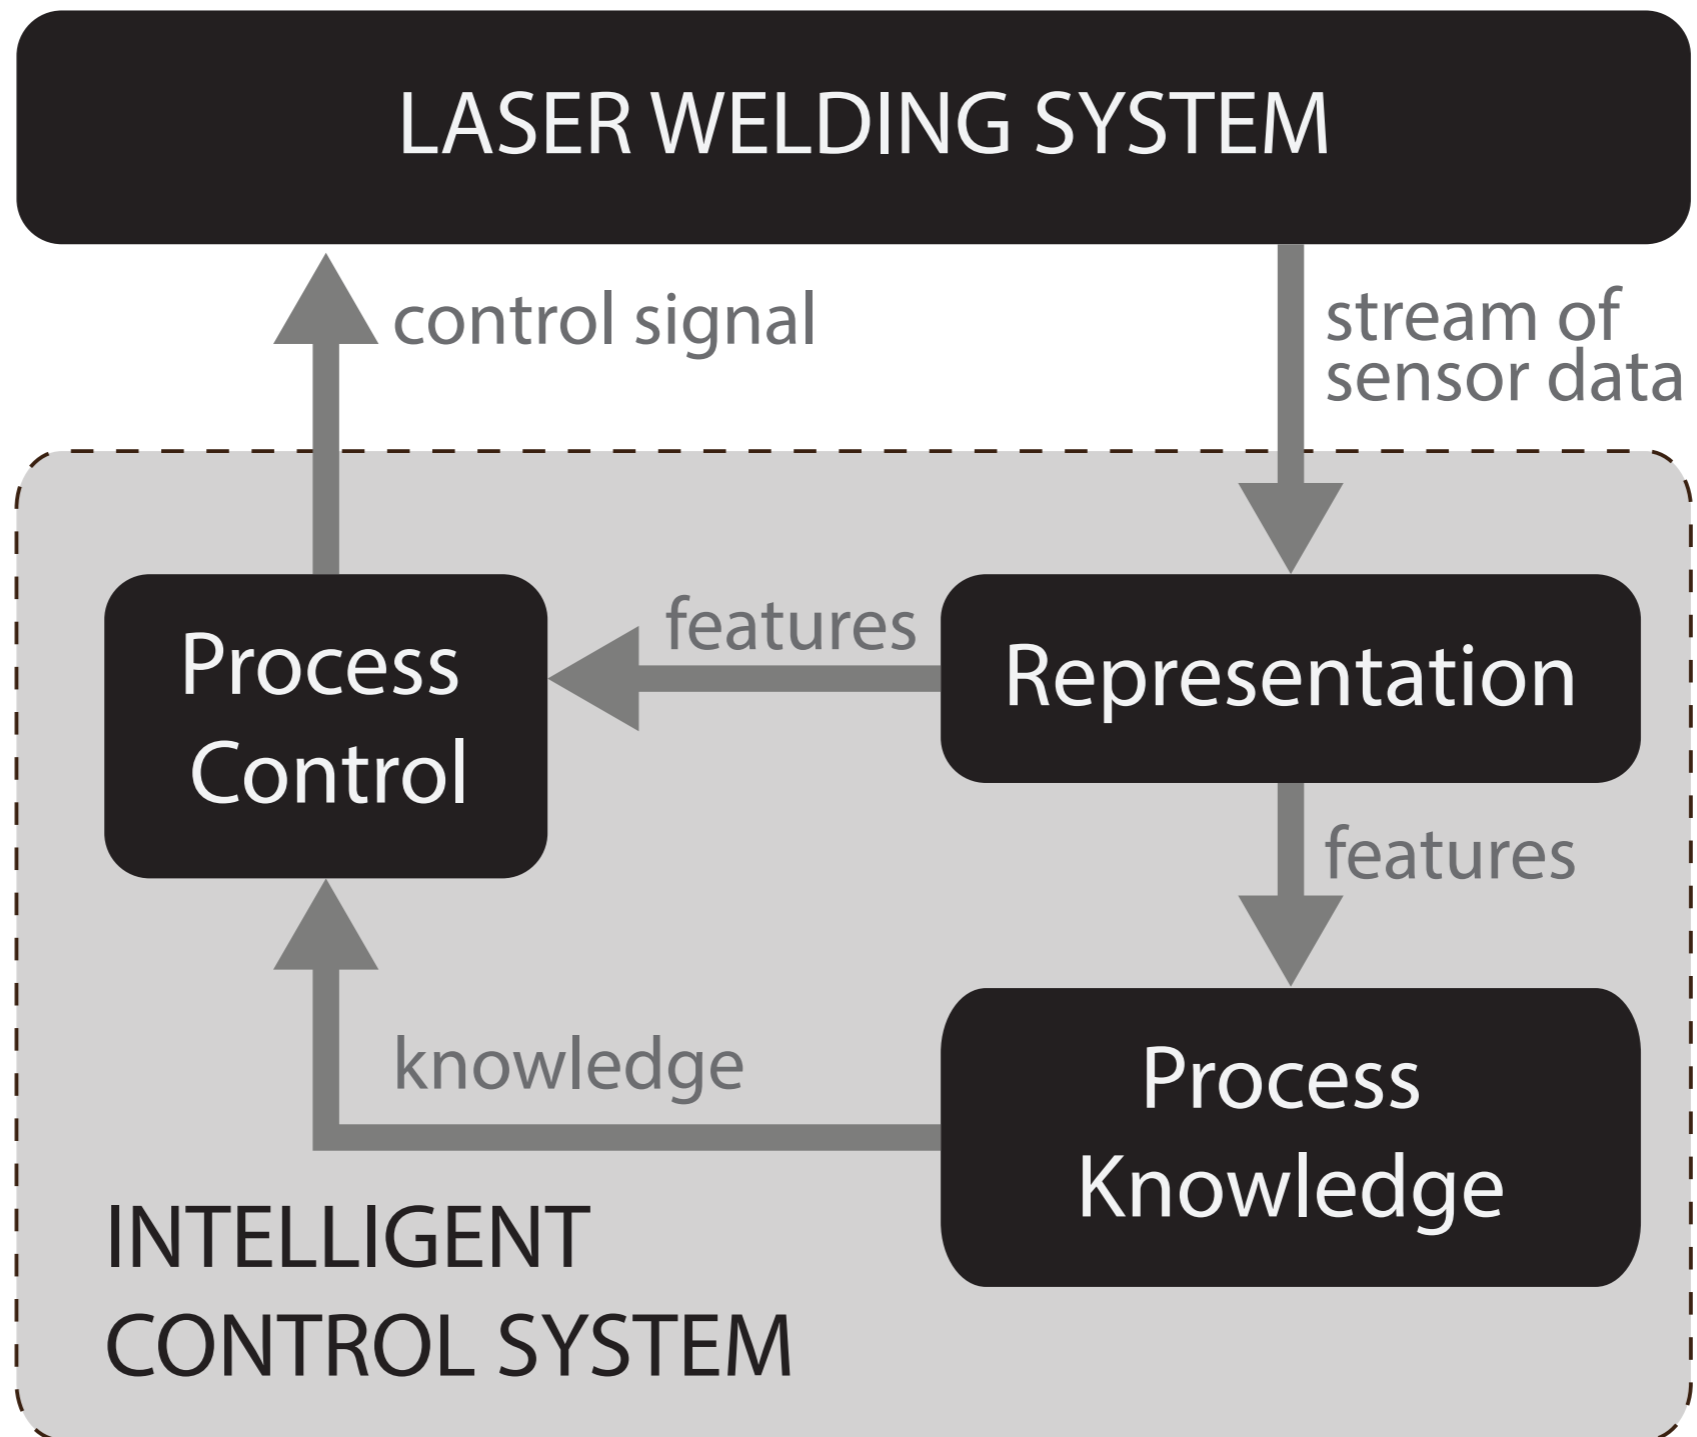 LASER WELDING SYSTEM
control signal
stream of
sensor data
Process
Control
features
Representation
features
knowledge
Process
Knowledge
INTELLIGENT
CONTROL SYSTEM